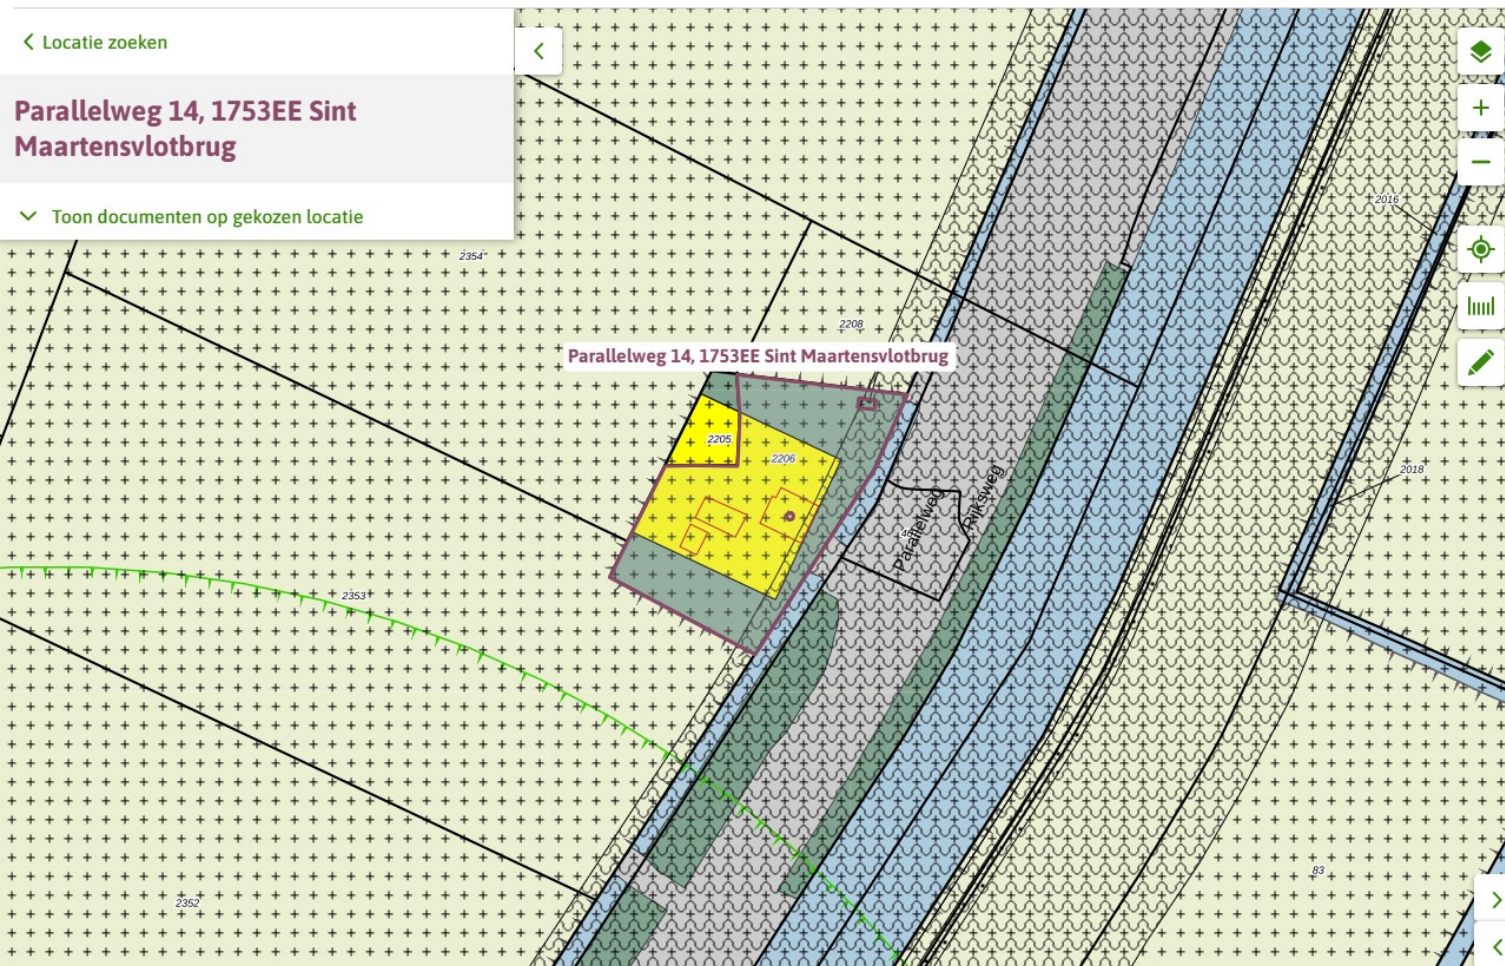 Locatie zoeken
Parallelweg 14, 1753EE Sint
Maartensvlotbrug
Toon documenten op gekozen locatie
2354
2016
2208
Parallelweg 14, 1753EE Sint Maartensvlotbrug
2205
2206
2018
Parallelweg
Rijksweg
2353
83
2352